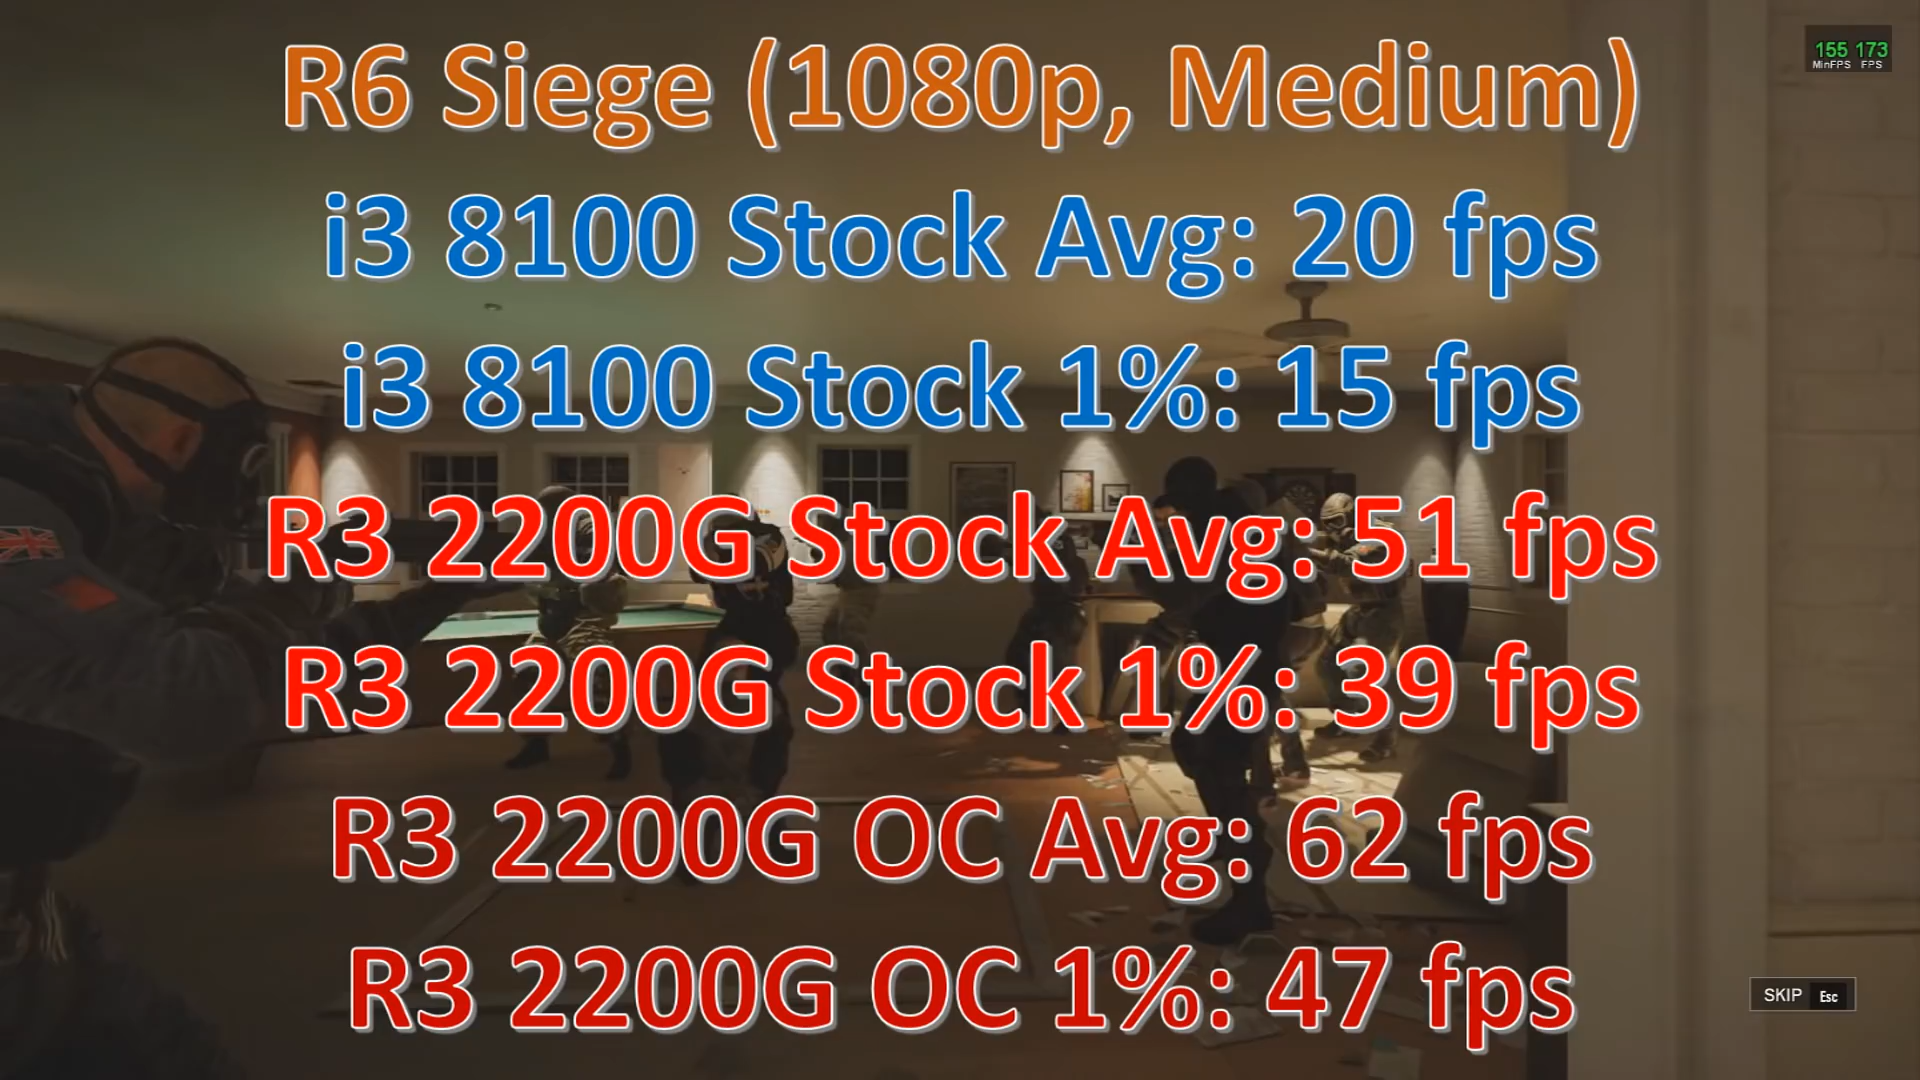 R6 Siege (1080p, Medium)
155 173
MinFPS FPS
i3 8100 Stock Avg: 20 fps
i3 8100 Stock 1%: 15 fps
R3 2200G Stock Avg: 51 fps
R3 2200G Stock 1%: 39 fps
R3 2200G OC Avg: 62 fps
R3 2200G OC 1%: 47 fps
SKIP Esc